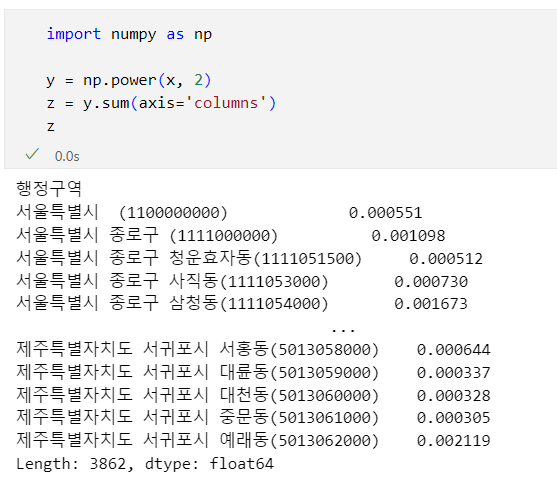 import numpy as np
y = np.power(x, 2)
z = y.sum(axis='columns')
z
0.0s
행정구역
서울특별시  (1100000000)             0.000551
서울특별시 종로구 (1111000000)          0.001098
서울특별시 종로구 청운효자동(1111051500)     0.000512
서울특별시 종로구 사직동(1111053000)       0.000730
서울특별시 종로구 삼청동(1111054000)       0.001673
...
제주특별자치도 서귀포시 서홍동(5013058000)    0.000644
제주특별자치도 서귀포시 대륜동(5013059000)    0.000337
제주특별자치도 서귀포시 대천동(5013060000)    0.000328
제주특별자치도 서귀포시 중문동(5013061000)    0.000305
제주특별자치도 서귀포시 예래동(5013062000)    0.002119
Length: 3862, dtype: float64